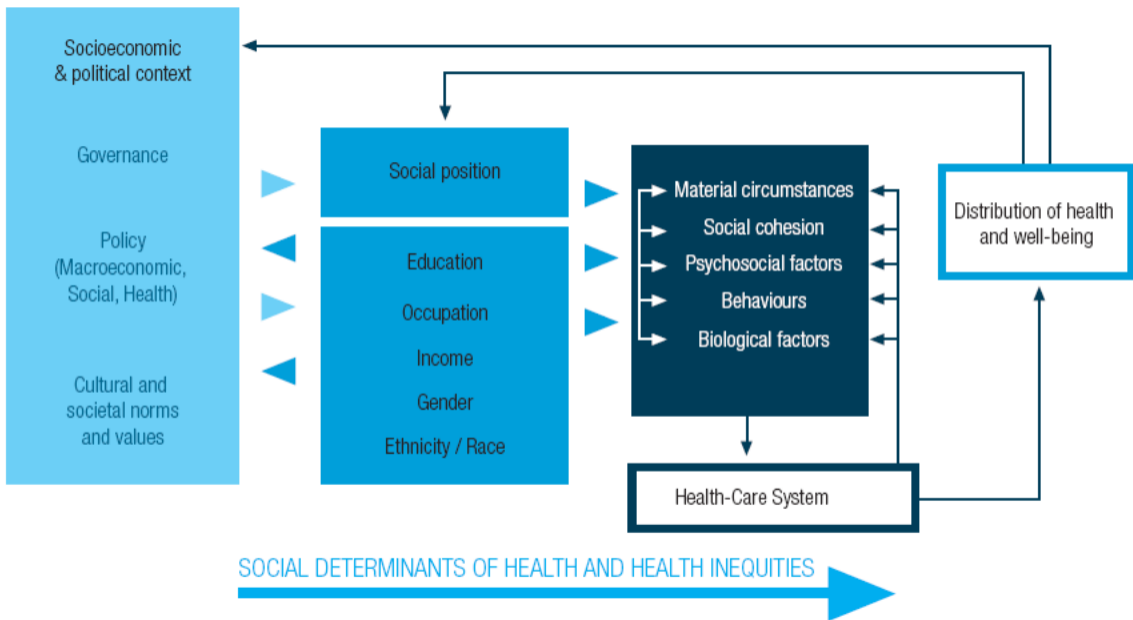 Socioeconomic
& political context
Governance
Policy
(Macroeconomic,
Social, Health)
Cultural and
societal norms
and values
Social position
Education
Occupation
Income
Gender
Ethnicity / Race
Material circumstances
Social cohesion
Psychosocial factors
Behaviours
Biological factors
Health-Care System
Distribution of health
and well-being
SOCIAL DETERMINANTS OF HEALTH AND HEALTH INEQUITIES